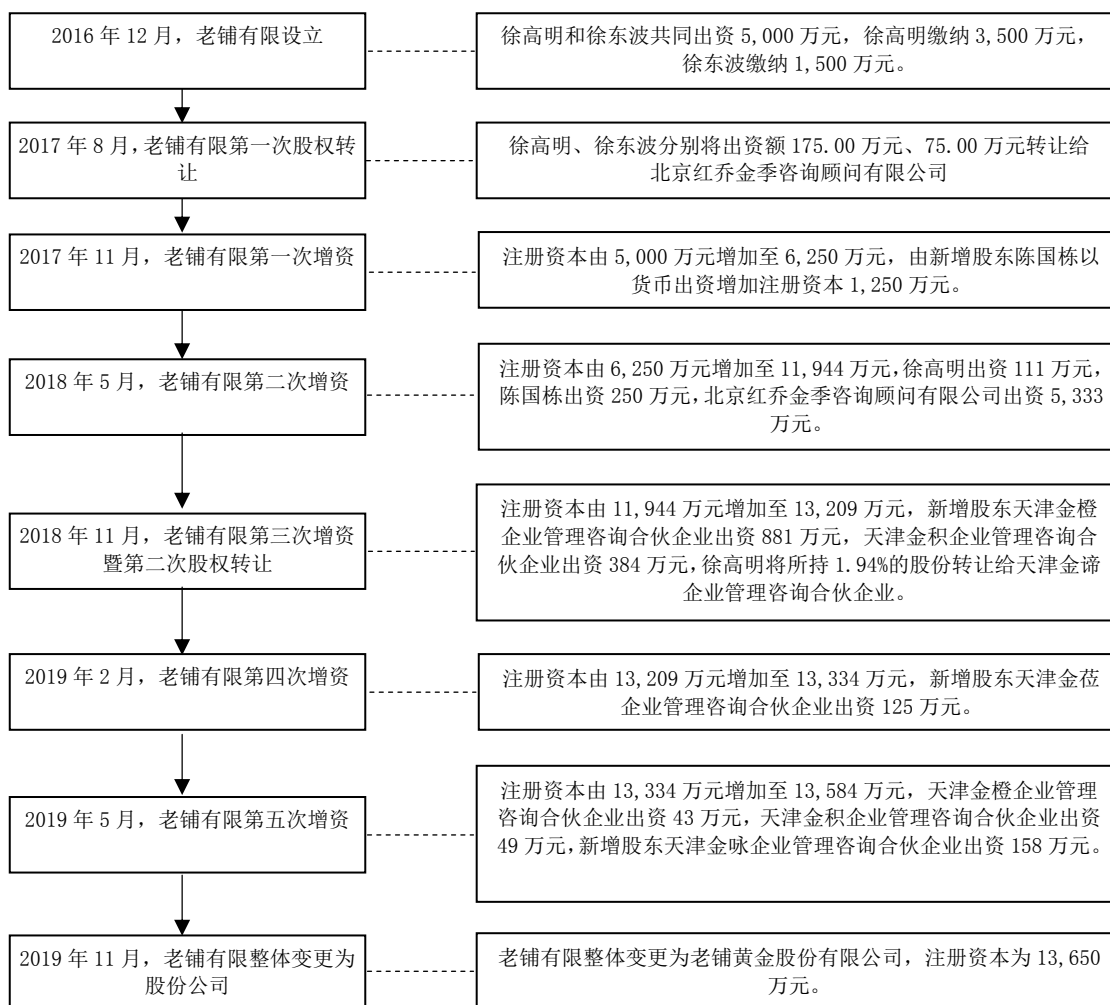 2016 年 12 月，老铺有限设立
徐高明和徐东波共同出资 5,000 万元，徐高明缴纳 3,500 万元，
徐东波缴纳 1,500 万元。
2017 年 8 月，老铺有限第一次股权转
让
徐高明、徐东波分别将出资额 175.00 万元、75.00 万元转让给
北京红乔金季咨询顾问有限公司
2017 年 11 月，老铺有限第一次增资
注册资本由 5,000 万元增加至 6,250 万元，由新增股东陈国栋以
货币出资增加注册资本 1,250 万元。
2018 年 5 月，老铺有限第二次增资
注册资本由 6,250 万元增加至 11,944 万元，徐高明出资 111 万元，
陈国栋出资 250 万元，北京红乔金季咨询顾问有限公司出资 5,333
万元。
2018 年 11 月，老铺有限第三次增资
暨第二次股权转让
注册资本由 11,944 万元增加至 13,209 万元，新增股东天津金橙
企业管理咨询合伙企业出资 881 万元，天津金积企业管理咨询合
伙企业出资 384 万元，徐高明将所持 1.94%的股份转让给天津金谛
企业管理咨询合伙企业。
2019 年 2 月，老铺有限第四次增资
注册资本由 13,209 万元增加至 13,334 万元，新增股东天津金莅
企业管理咨询合伙企业出资 125 万元。
2019 年 5 月，老铺有限第五次增资
注册资本由 13,334 万元增加至 13,584 万元，天津金橙企业管理
咨询合伙企业出资 43 万元，天津金积企业管理咨询合伙企业出资
49 万元，新增股东天津金咏企业管理咨询合伙企业出资 158 万元。
2019 年 11 月，老铺有限整体变更为
股份公司
老铺有限整体变更为老铺黄金股份有限公司，注册资本为 13,650
万元。